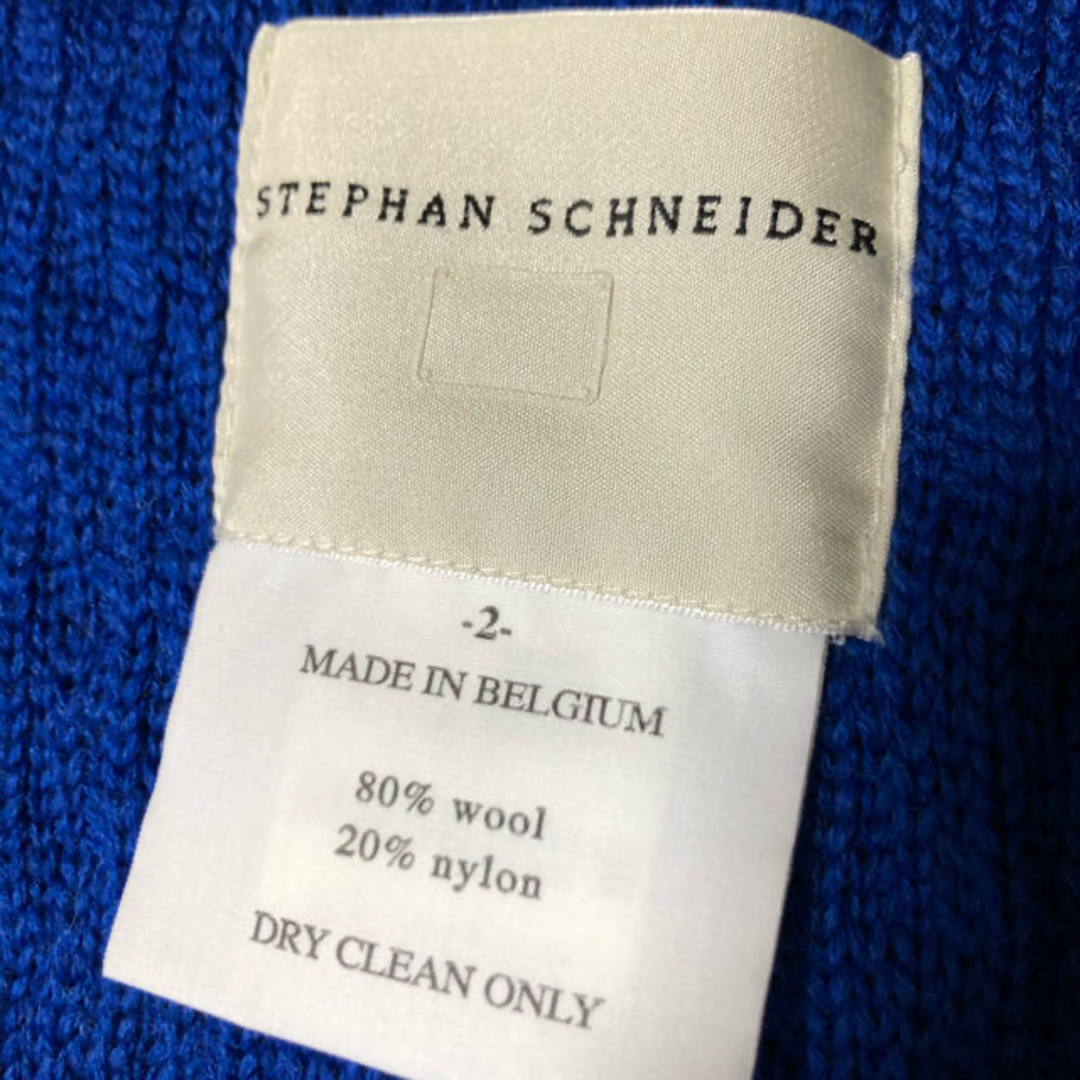 STEPHAN SCHNEIDER
-2-
MADE IN BELGIUM
80% wool
20% nylon
DRY CLEAN ONLY